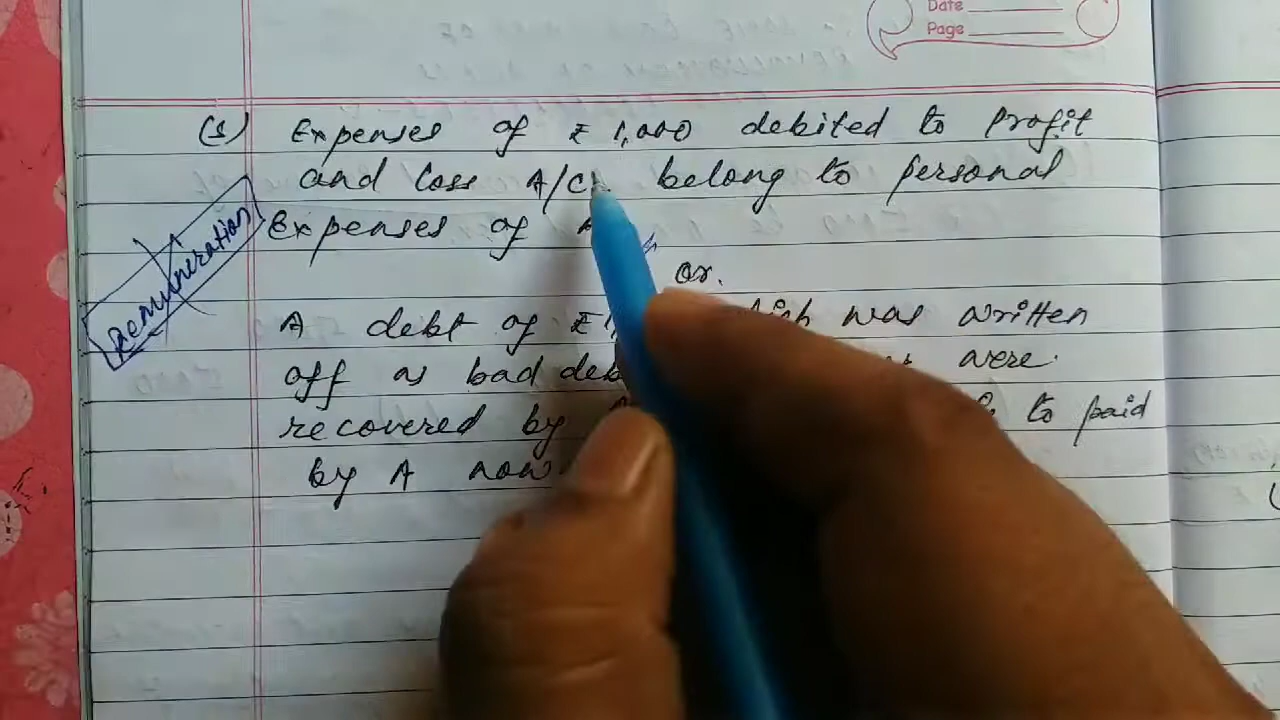 Date
Page
(1) Expenses of ₹ 1,000 debited to Profit
and loss A/C belong to personal
Expenses of
or.
Remuneration
A debt of ₹ which was written
off as bad were.
recovered by to paid
by A now